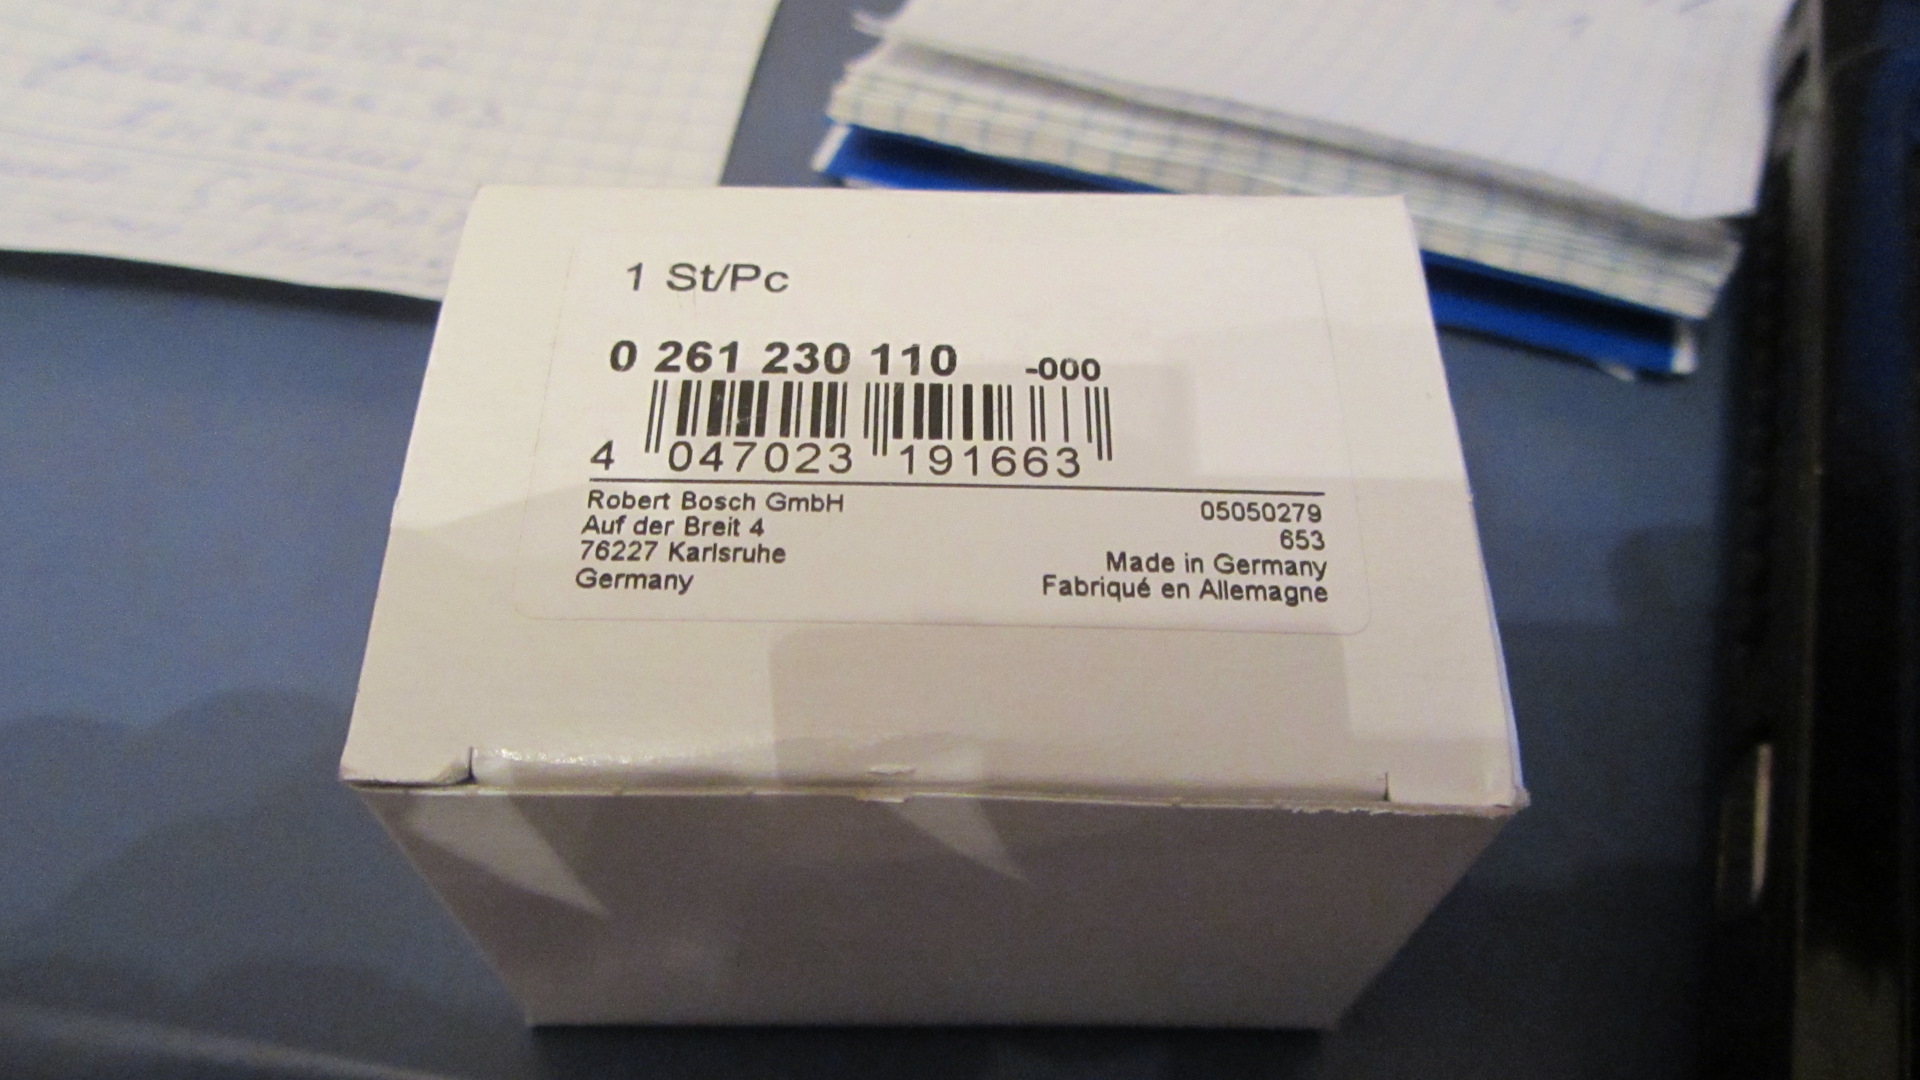 1 St/Pc
0 261 230 110 -000
4 047023 191663
Robert Bosch GmbH
Auf der Breit 4
76227 Karlsruhe
Germany
05050279
653
Made in Germany
Fabriqué en Allemagne